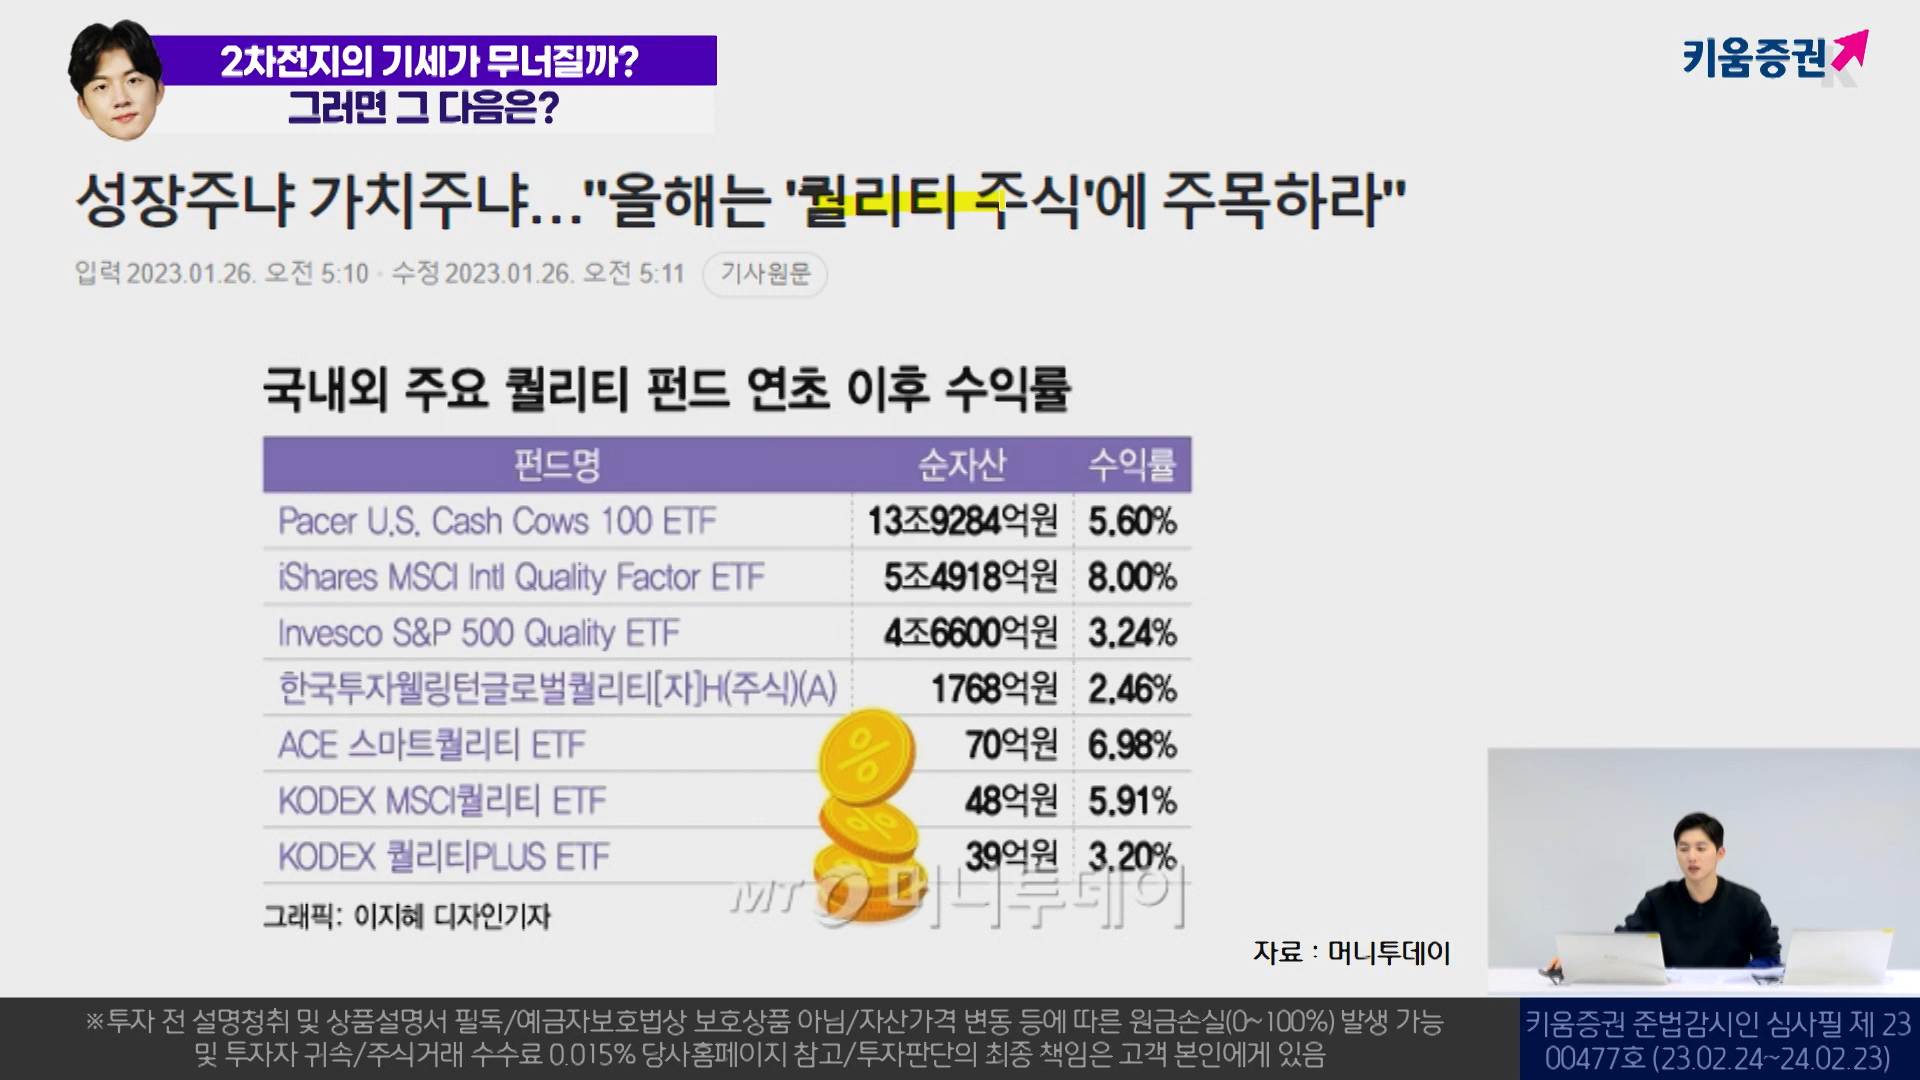 2차전지의 기세가 무너질까?
그러면 그 다음은?
키움증권
성장주냐 가치주냐..."올해는 '퀄리티 주식'에 주목하라"
입력 2023.01.26. 오전 5:10 · 수정 2023.01.26. 오전 5:11 기사원문
국내외 주요 퀄리티 펀드 연초 이후 수익률
펀드명 순자산 수익률
Pacer U.S. Cash Cows 100 ETF 13조9284억원 5.60%
iShares MSCI Intl Quality Factor ETF 5조4918억원 8.00%
Invesco S&P 500 Quality ETF 4조6600억원 3.24%
한국투자웰링턴글로벌퀄리티[자]H(주식)(A) 1768억원 2.46%
ACE 스마트퀄리티 ETF 70억원 6.98%
KODEX MSCI퀄리티 ETF 48억원 5.91%
KODEX 퀄리티PLUS ETF 39억원 3.20%
MT 머니투데이
그래픽: 이지혜 디자인기자
자료 : 머니투데이
※투자 전 설명청취 및 상품설명서 필독/예금자보호법상 보호상품 아님/자산가격 변동 등에 따른 원금손실(0~100%) 발생 가능
및 투자자 귀속/주식거래 수수료 0.015% 당사홈페이지 참고/투자판단의 최종 책임은 고객 본인에게 있음
키움증권 준법감시인 심사필 제 23
00477호 (23.02.24~24.02.23)